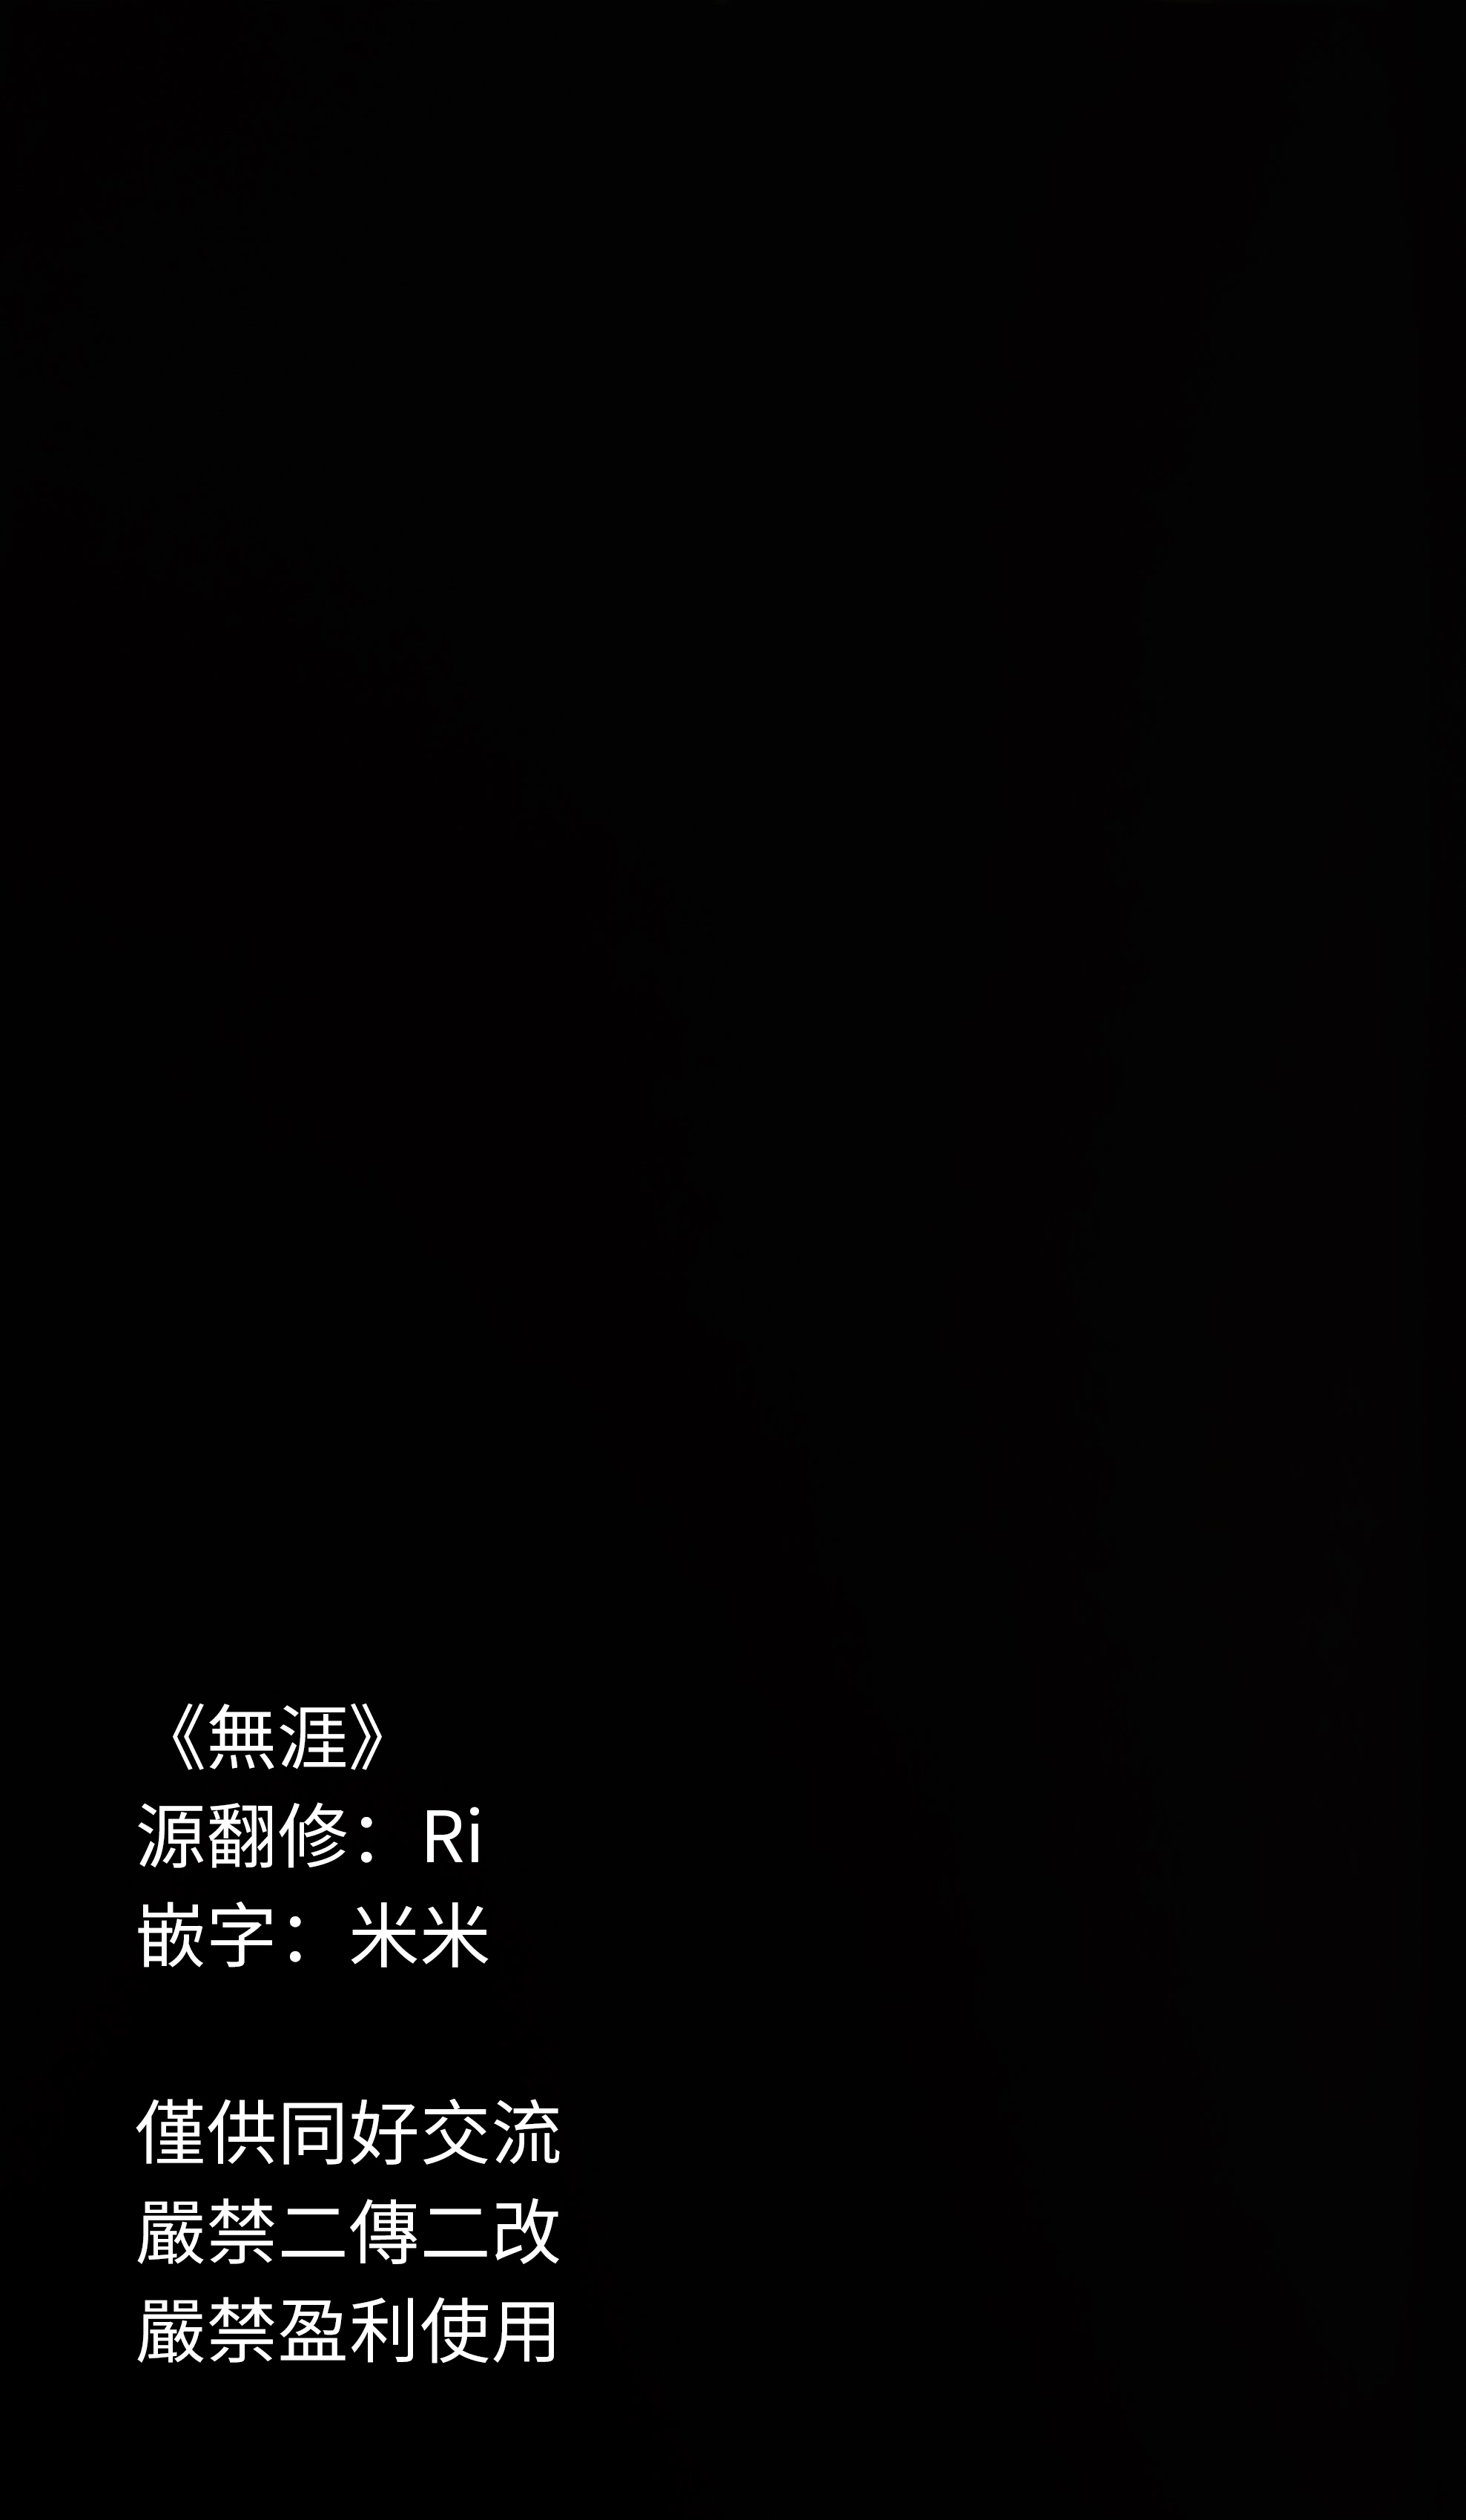 《無涯》
源翻修：Ri
嵌字：米米
僅供同好交流
嚴禁二傳二改
嚴禁盈利使用